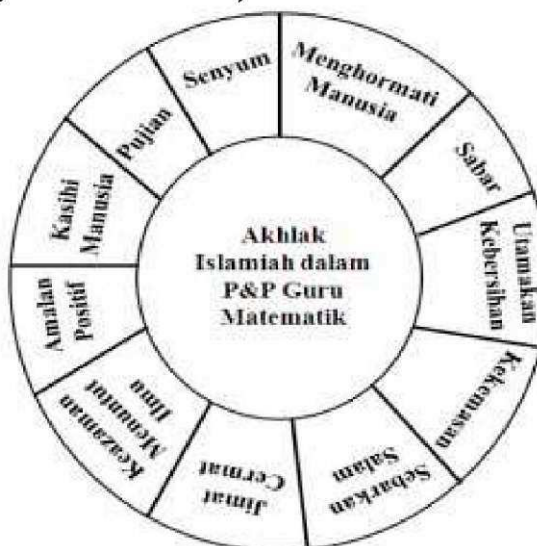 Akhlak
Islamiah dalam
P&P Guru
Matematik
Menghormati
Manusia
Sabar
Utamakan
Kebersihan
Kekemasan
Sebarkan
Salam
Jimat
Cermat
Keazaman
Menuntut
Ilmu
Amalan
Positif
Kasihi
Manusia
Pujian
Senyum